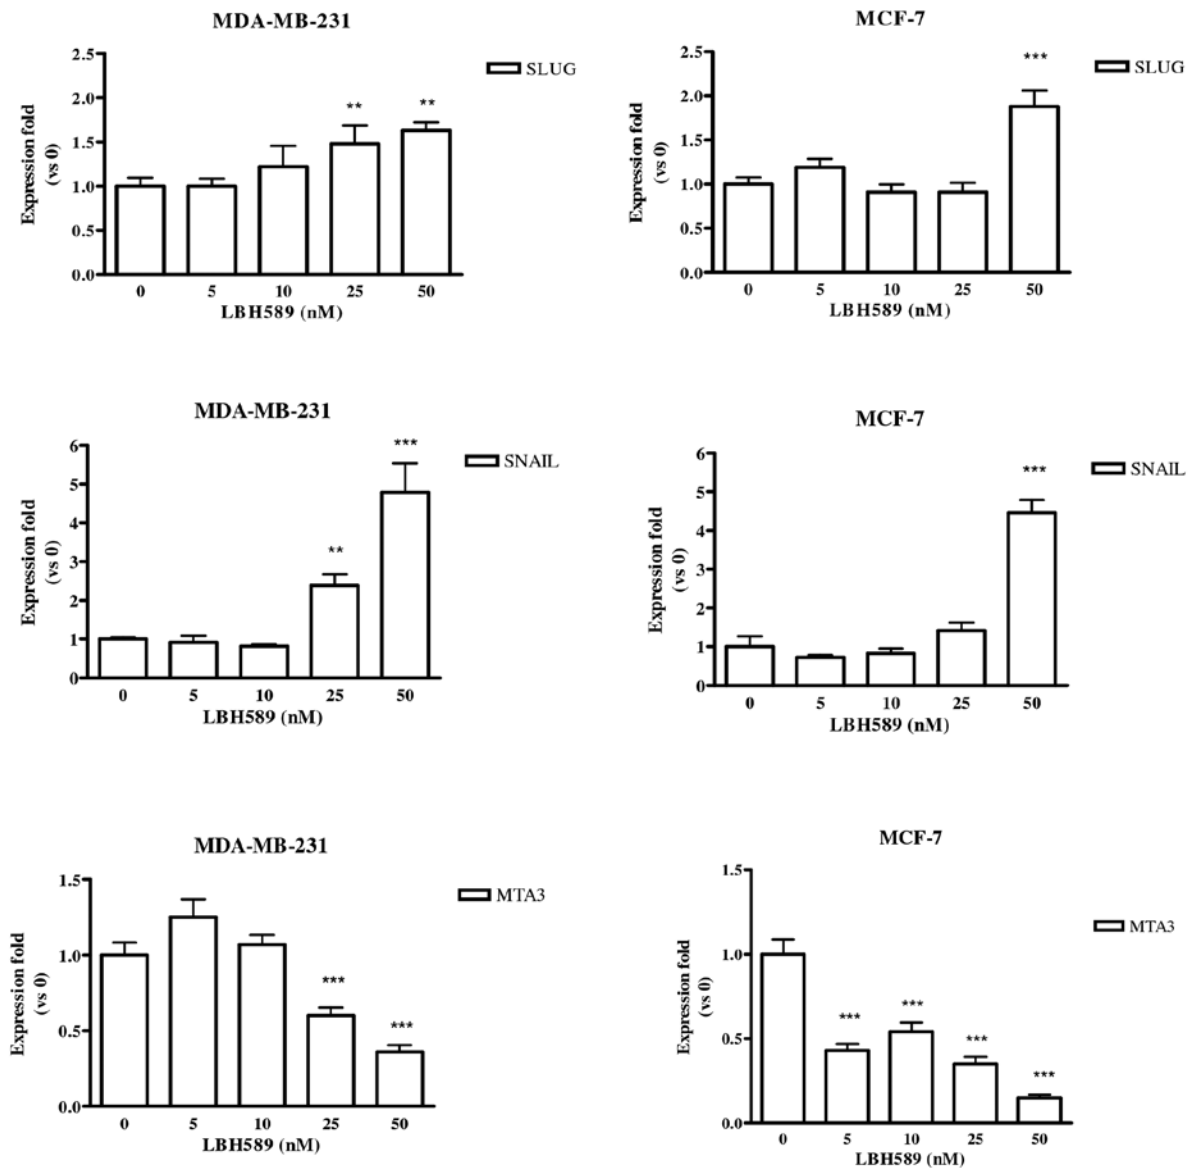 MDA-MB-231
SLUG
Expression fold
(vs 0)
2.5
2.0
**
**
1.5
1.0
0.5
0.0
0 5 10 25 50
LBH589 (nM)
MCF-7
SLUG
Expression fold
(vs 0)
2.5
***
2.0
1.5
1.0
0.5
0.0
0 5 10 25 50
LBH589 (nM)
MDA-MB-231
SNAIL
Expression fold
(vs 0)
6
***
5
4
3
**
2
1
0
0 5 10 25 50
LBH589 (nM)
MCF-7
SNAIL
Expression fold
(vs 0)
6
***
5
4
3
2
1
0
0 5 10 25 50
LBH589 (nM)
MDA-MB-231
MTA3
Expression fold
(vs 0)
1.5
1.0
***
0.5
***
0.0
0 5 10 25 50
LBH589 (nM)
MCF-7
MTA3
Expression fold
(vs 0)
1.5
1.0
***
***
0.5
***
***
0.0
0 5 10 25 50
LBH589 (nM)